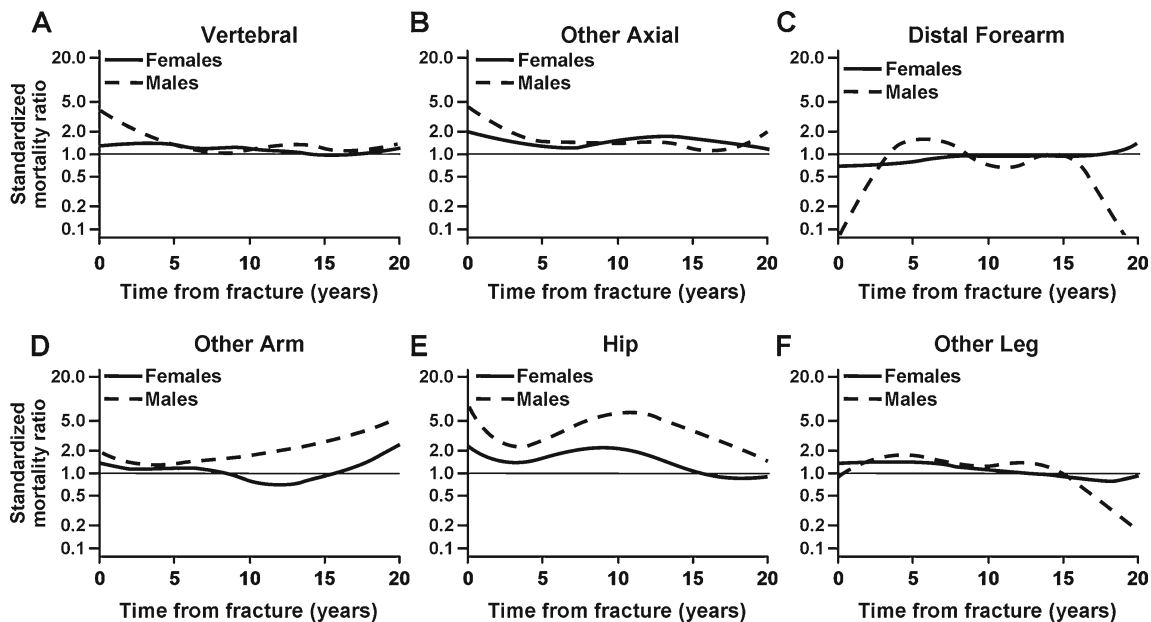 A
Vertebral
20.0
5.0
2.0
1.0
0.5
0.2
0.1
Females
Males
0 5 10 15 20
Standardized
mortality ratio
Time from fracture (years)
B
Other Axial
20.0
5.0
2.0
1.0
0.5
0.2
0.1
Females
Males
0 5 10 15 20
Time from fracture (years)
C
Distal Forearm
20.0
5.0
2.0
1.0
0.5
0.2
0.1
Females
Males
0 5 10 15 20
Time from fracture (years)
D
Other Arm
20.0
5.0
2.0
1.0
0.5
0.2
0.1
Females
Males
0 5 10 15 20
Standardized
mortality ratio
Time from fracture (years)
E
Hip
20.0
5.0
2.0
1.0
0.5
0.2
0.1
Females
Males
0 5 10 15 20
Time from fracture (years)
F
Other Leg
20.0
5.0
2.0
1.0
0.5
0.2
0.1
Females
Males
0 5 10 15 20
Time from fracture (years)